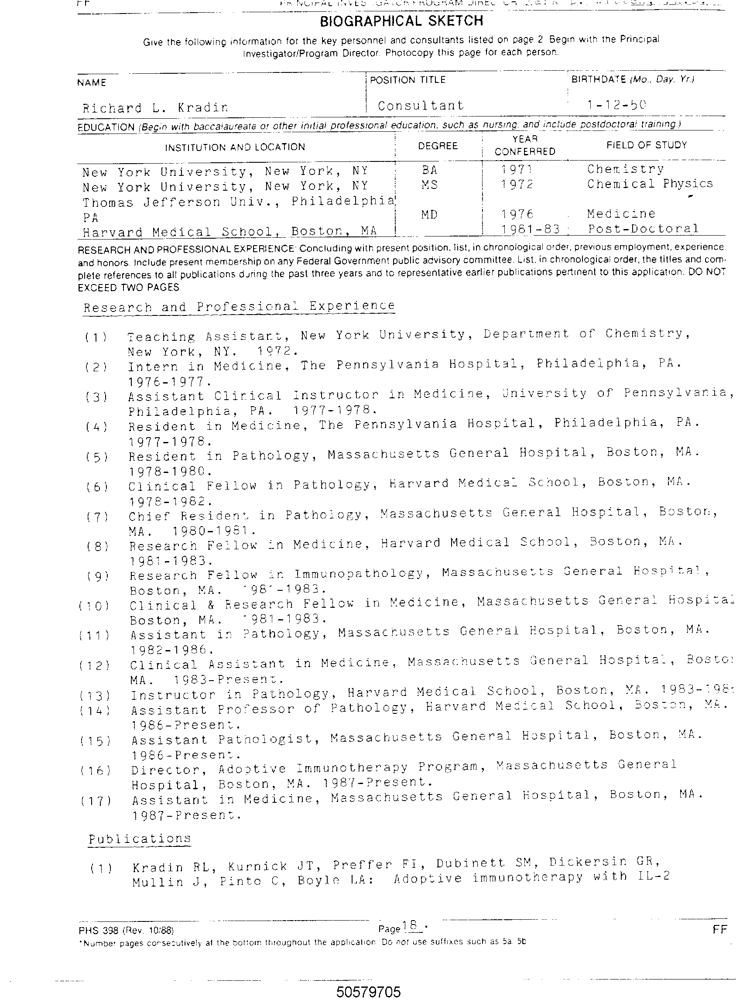 FF
BIOGRAPHICAL SKETCH
Give the following information for the key personnel and consultants listed on page 2. Begin with the Principal
Investigator/Program Director. Photocopy this page for each person.
NAME POSITION TITLE BIRTHDATE (Mo., Day, Yr.)
Richard L. Kradin Consultant 1-12-50
EDUCATION (Begin with baccalaureate or other initial professional education, such as nursing, and include postdoctoral training.)
INSTITUTION AND LOCATION DEGREE YEAR CONFERRED FIELD OF STUDY
New York University, New York, NY BA 1971 Chemistry
New York University, New York, NY MS 1972 Chemical Physics
Thomas Jefferson Univ., Philadelphia
PA MD 1976 Medicine
Harvard Medical School, Boston, MA 1981-83 Post-Doctoral
RESEARCH AND PROFESSIONAL EXPERIENCE: Concluding with present position, list, in chronological order, previous employment, experience,
and honors. Include present membership on any Federal Government public advisory committee. List, in chronological order, the titles and com-
plete references to all publications during the past three years and to representative earlier publications pertinent to this application. DO NOT
EXCEED TWO PAGES
Research and Professional Experience
(1) Teaching Assistant, New York University, Department of Chemistry,
New York, NY. 1972.
(2) Intern in Medicine, The Pennsylvania Hospital, Philadelphia, PA.
1976-1977.
(3) Assistant Clinical Instructor in Medicine, University of Pennsylvania,
Philadelphia, PA. 1977-1978.
(4) Resident in Medicine, The Pennsylvania Hospital, Philadelphia, PA.
1977-1978.
(5) Resident in Pathology, Massachusetts General Hospital, Boston, MA.
1978-1980.
(6) Clinical Fellow in Pathology, Harvard Medical School, Boston, MA.
1978-1982.
(7) Chief Resident in Pathology, Massachusetts General Hospital, Boston,
MA. 1980-1981.
(8) Research Fellow in Medicine, Harvard Medical School, Boston, MA.
1981-1983.
(9) Research Fellow in Immunopathology, Massachusetts General Hospital,
Boston, MA. 1981-1983.
(10) Clinical & Research Fellow in Medicine, Massachusetts General Hospital
Boston, MA. 1981-1983.
(11) Assistant in Pathology, Massachusetts General Hospital, Boston, MA.
1982-1986.
(12) Clinical Assistant in Medicine, Massachusetts General Hospital, Bosto
MA. 1983-Present.
(13) Instructor in Pathology, Harvard Medical School, Boston, MA. 1983-198
(14) Assistant Professor of Pathology, Harvard Medical School, Boston, MA.
1986-Present.
(15) Assistant Pathologist, Massachusetts General Hospital, Boston, MA.
1986-Present.
(16) Director, Adoptive Immunotherapy Program, Massachusetts General
Hospital, Boston, MA. 1987-Present.
(17) Assistant in Medicine, Massachusetts General Hospital, Boston, MA.
1987-Present.
Publications
(1) Kradin RL, Kurnick JT, Preffer FI, Dubinett SM, Dickersin GR,
Mullin J, Pinto C, Boyle LA: Adoptive immunotherapy with IL-2
PHS 398 (Rev. 10/88) Page 18 * FF
*Number pages consecutively at the bottom throughout the application. Do not use suffixes such as 5a, 5b.
50579705